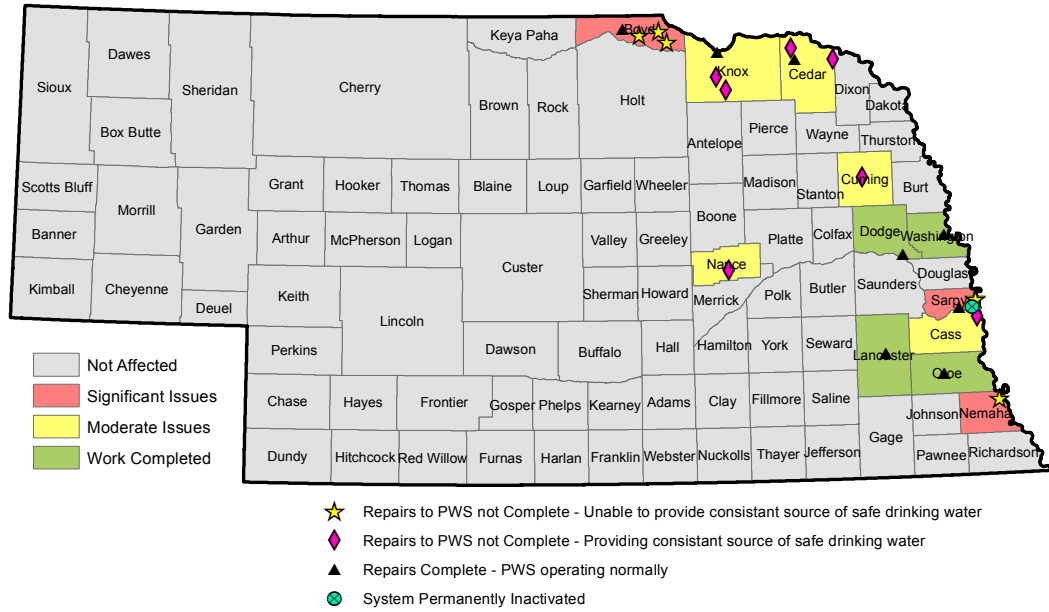 Keya Paha
Boyd
Dawes
Sioux
Sheridan
Cherry
Brown
Rock
Holt
Knox
Cedar
Dixon
Dakota
Box Butte
Antelope
Pierce
Wayne
Thurston
Scotts Bluff
Morrill
Grant
Hooker
Thomas
Blaine
Loup
Garfield
Wheeler
Madison
Stanton
Cuming
Burt
Banner
Garden
Arthur
McPherson
Logan
Custer
Valley
Greeley
Boone
Platte
Colfax
Dodge
Washington
Kimball
Cheyenne
Deuel
Keith
Lincoln
Sherman
Howard
Nance
Merrick
Polk
Butler
Saunders
Douglas
Sarpy
Perkins
Dawson
Buffalo
Hall
Hamilton
York
Seward
Lancaster
Cass
Otoe
Chase
Hayes
Frontier
Gosper
Phelps
Kearney
Adams
Clay
Fillmore
Saline
Gage
Johnson
Nemaha
Dundy
Hitchcock
Red Willow
Furnas
Harlan
Franklin
Webster
Nuckolls
Thayer
Jefferson
Pawnee
Richardson
Not Affected
Significant Issues
Moderate Issues
Work Completed
Repairs to PWS not Complete - Unable to provide consistant source of safe drinking water
Repairs to PWS not Complete - Providing consistant source of safe drinking water
Repairs Complete - PWS operating normally
System Permanently Inactivated